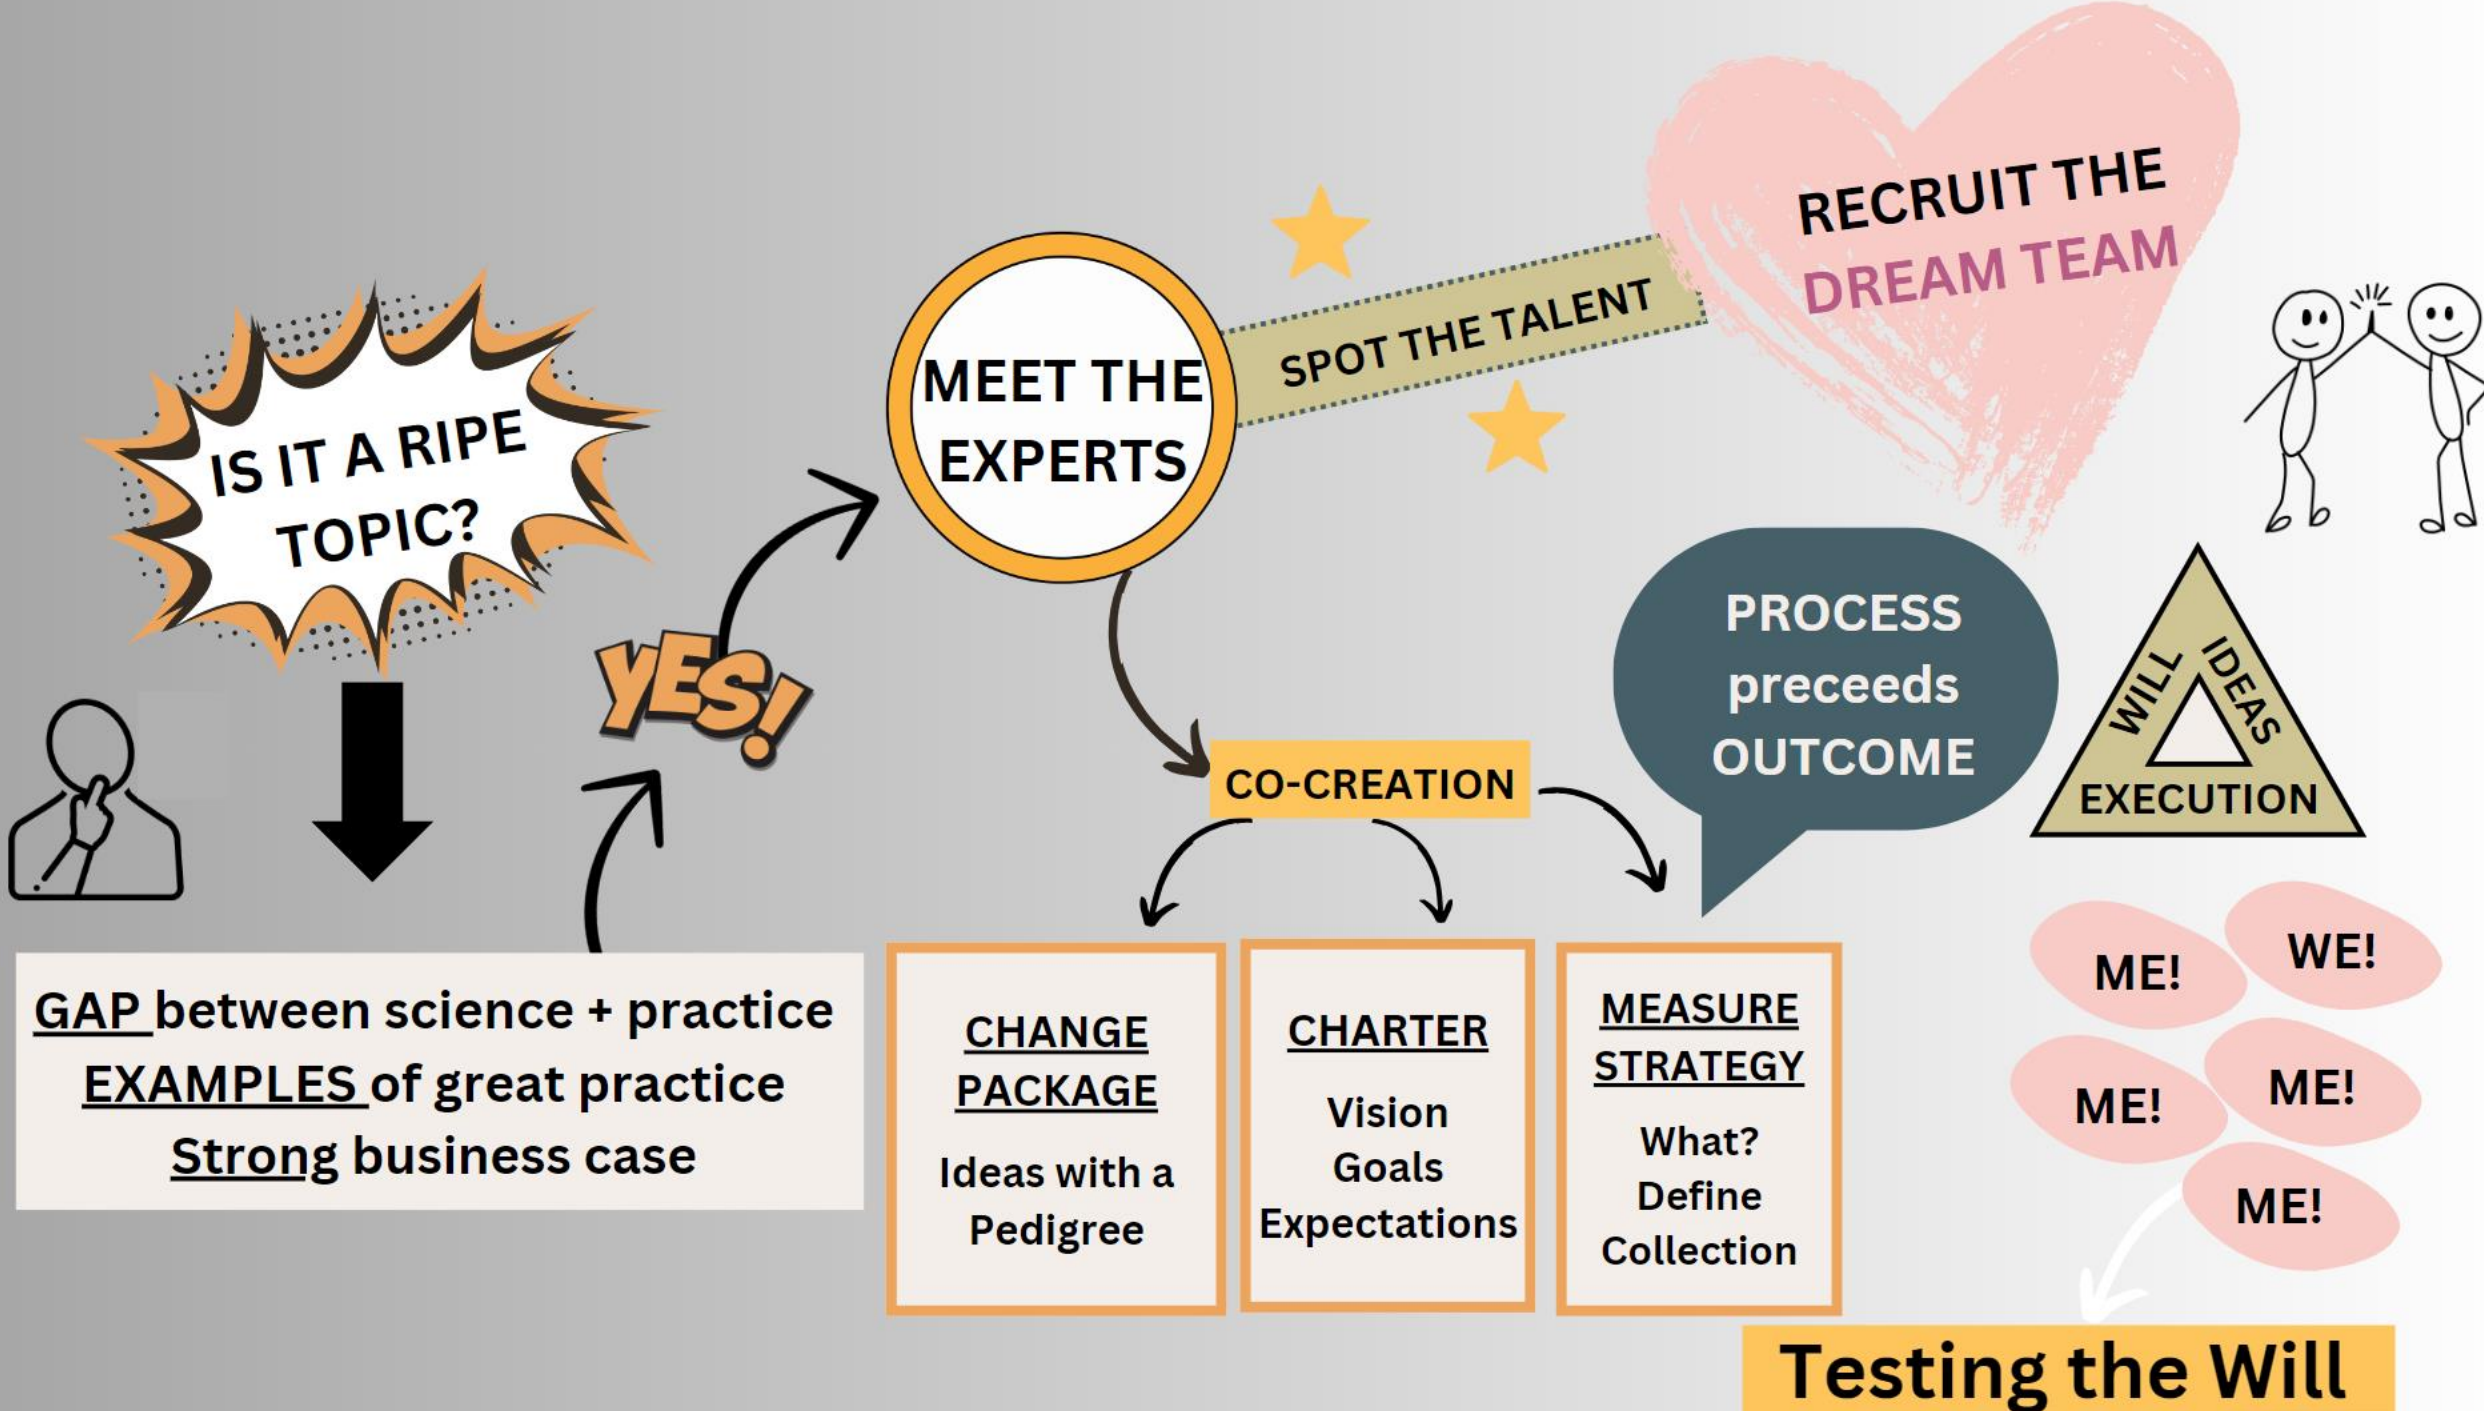 IS IT A RIPE
TOPIC?
GAP between science + practice
EXAMPLES of great practice
Strong business case
YES!
MEET THE
EXPERTS
SPOT THE TALENT
RECRUIT THE
DREAM TEAM
CO-CREATION
CHANGE
PACKAGE
Ideas with a
Pedigree
CHARTER
Vision
Goals
Expectations
MEASURE
STRATEGY
What?
Define
Collection
PROCESS
preceeds
OUTCOME
WILL
IDEAS
EXECUTION
ME!
WE!
ME!
ME!
ME!
Testing the Will